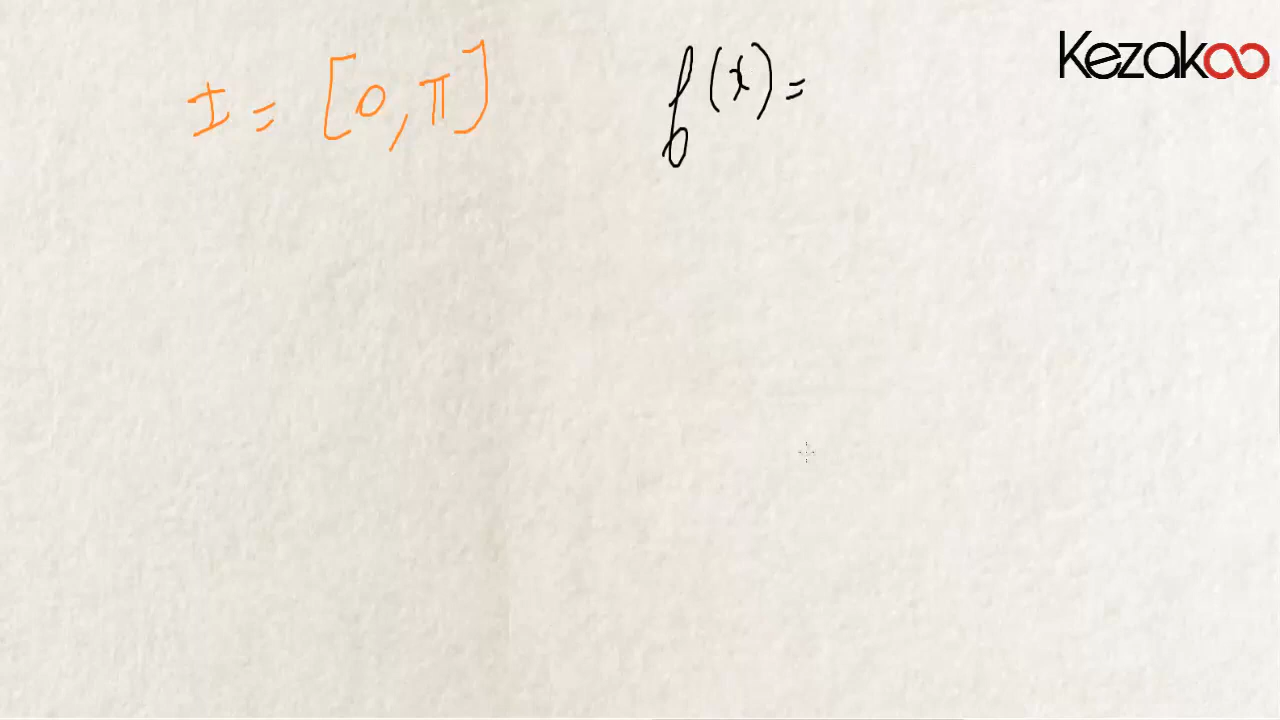 I = [0, π] f(x) =
Kezakoo